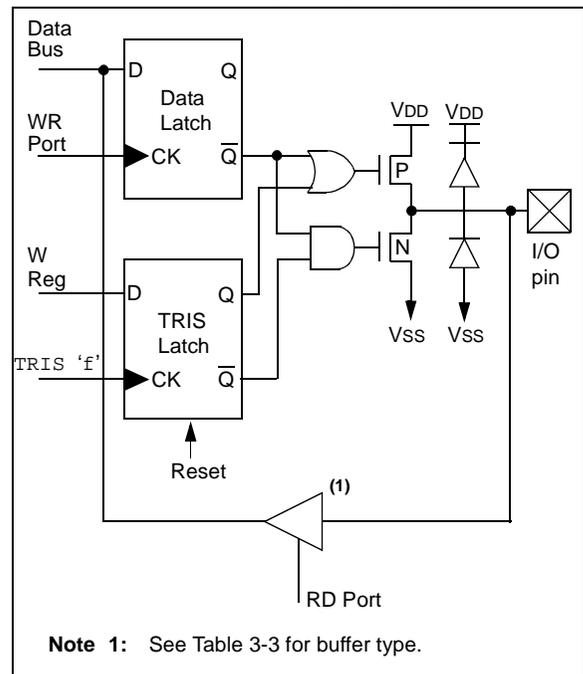 Data
Bus
D
Q
Data
Latch
WR
Port
CK
Q
VDD
VDD
P
N
I/O
pin
W
Reg
D
Q
TRIS
Latch
VSS
VSS
TRIS 'f'
CK
Q
Reset
(1)
RD Port
Note 1: See Table 3-3 for buffer type.